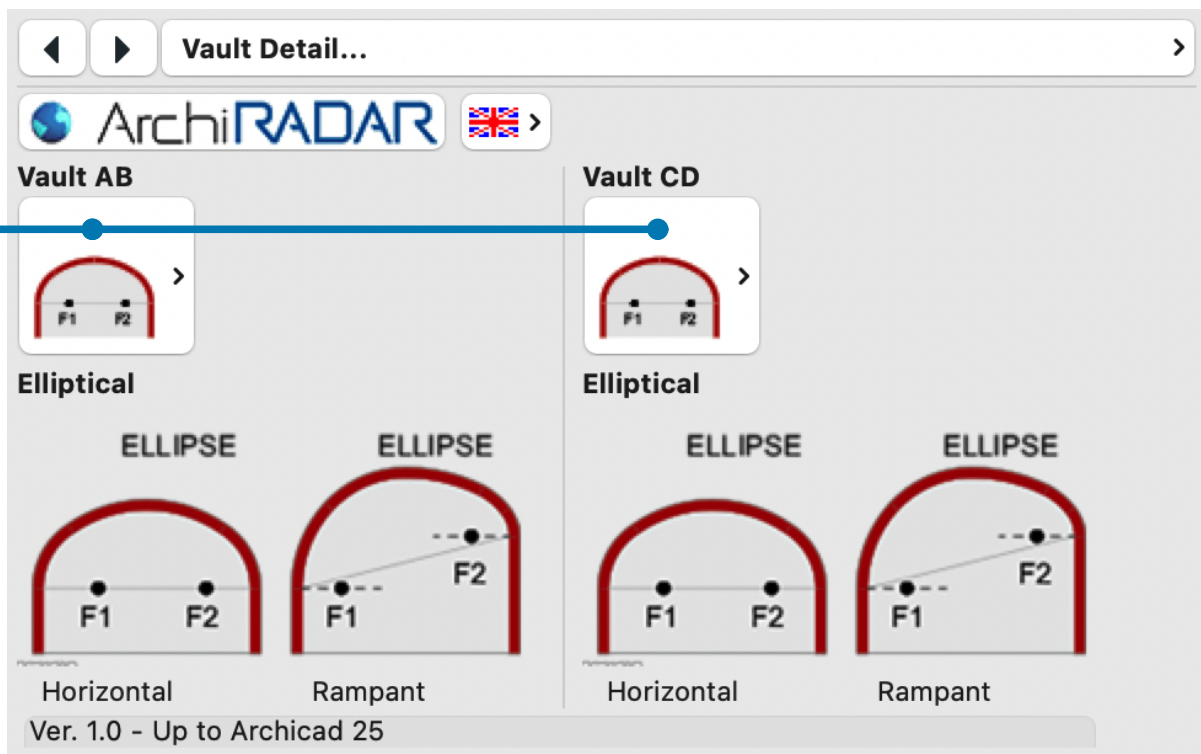 Vault Detail...
ArchiRADAR
Vault AB
Vault CD
F1 F2
F1 F2
Elliptical
Elliptical
ELLIPSE ELLIPSE
ELLIPSE ELLIPSE
F2
F2
F1 F2 F1
F1 F2 F1
Horizontal Rampant
Horizontal Rampant
Ver. 1.0 - Up to Archicad 25